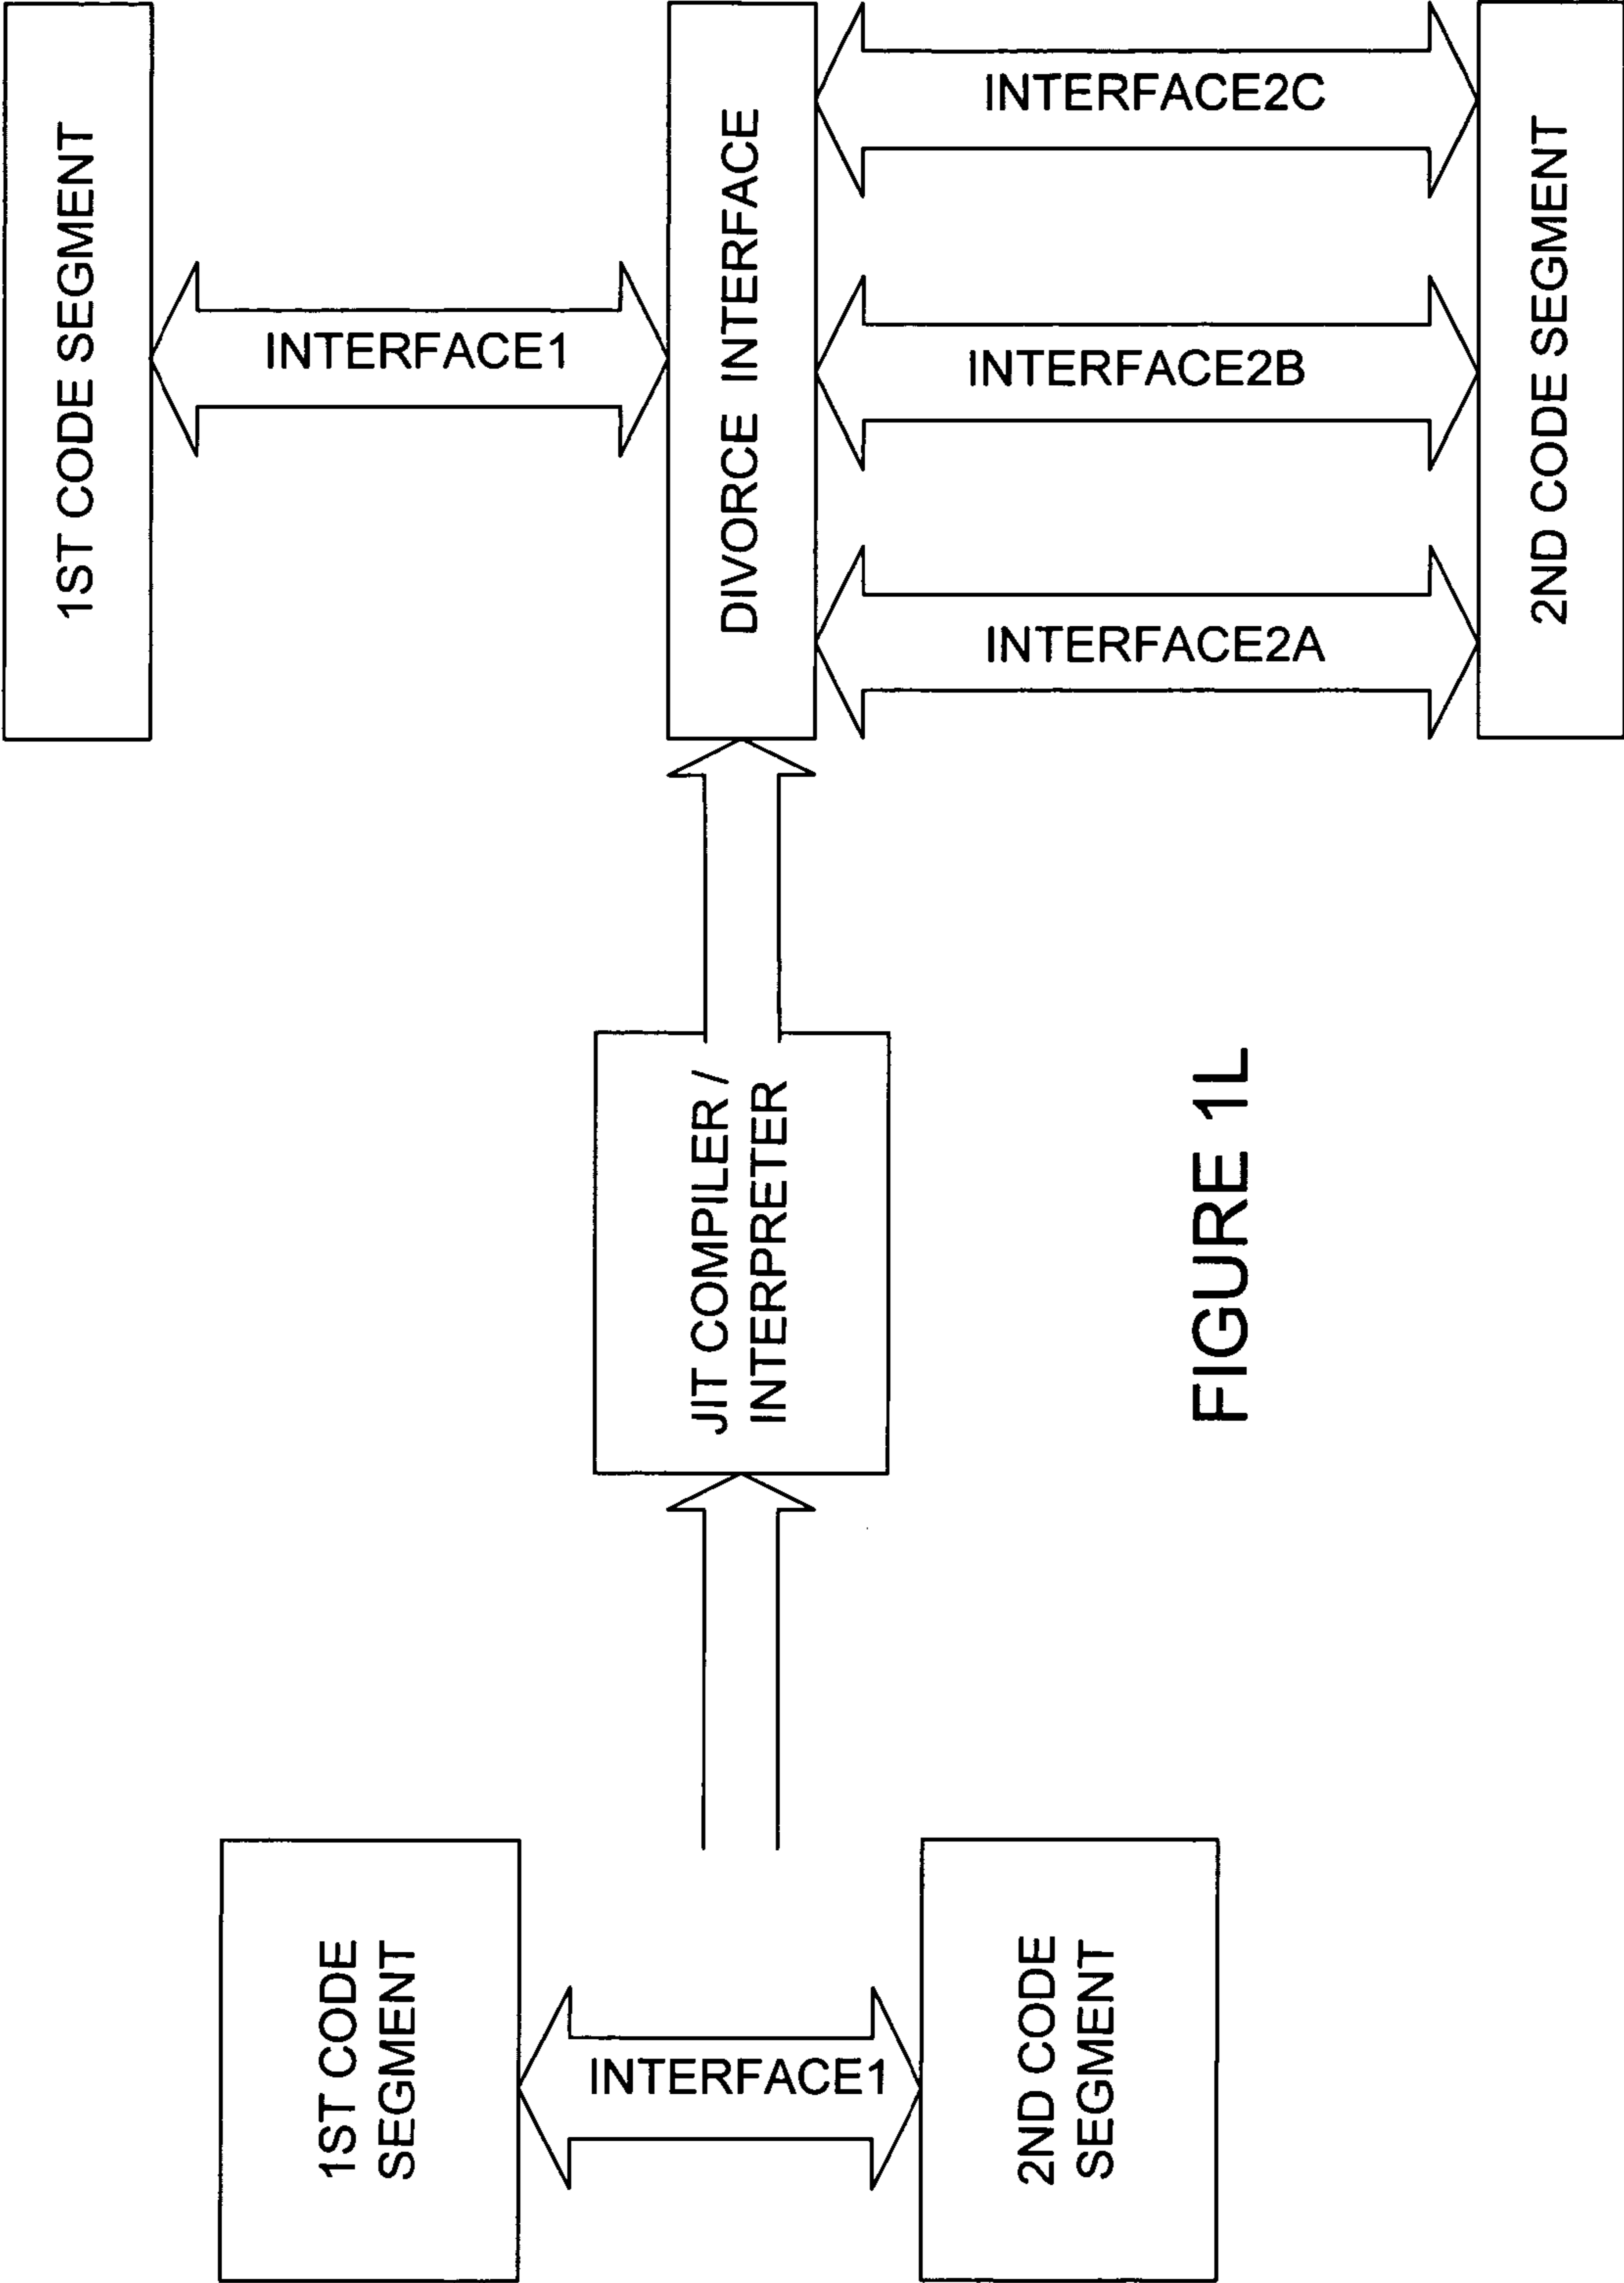 1ST CODE
SEGMENT
INTERFACE1
2ND CODE
SEGMENT
JIT COMPILER /
INTERPRETER
1ST CODE SEGMENT
INTERFACE1
DIVORCE INTERFACE
INTERFACE2A
INTERFACE2B
INTERFACE2C
2ND CODE SEGMENT
FIGURE 1L